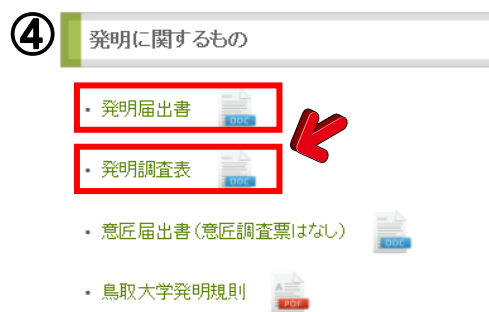 ④ 発明に関するもの
・ 発明届出書 DOC
・ 発明調査表 DOC
・ 意匠届出書(意匠調査票はなし) DOC
・ 鳥取大学発明規則 PDF